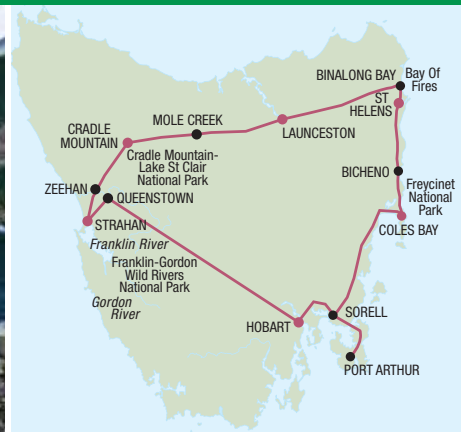 BINALONG BAY
Bay Of
Fires
ST
HELENS
MOLE CREEK
LAUNCESTON
CRADLE
MOUNTAIN
Cradle Mountain-
Lake St Clair
National Park
BICHENO
Freycinet
National
Park
ZEEHAN
QUEENSTOWN
STRAHAN
COLES BAY
Franklin River
Franklin-Gordon
Wild Rivers
National Park
Gordon
River
HOBART
SORELL
PORT ARTHUR